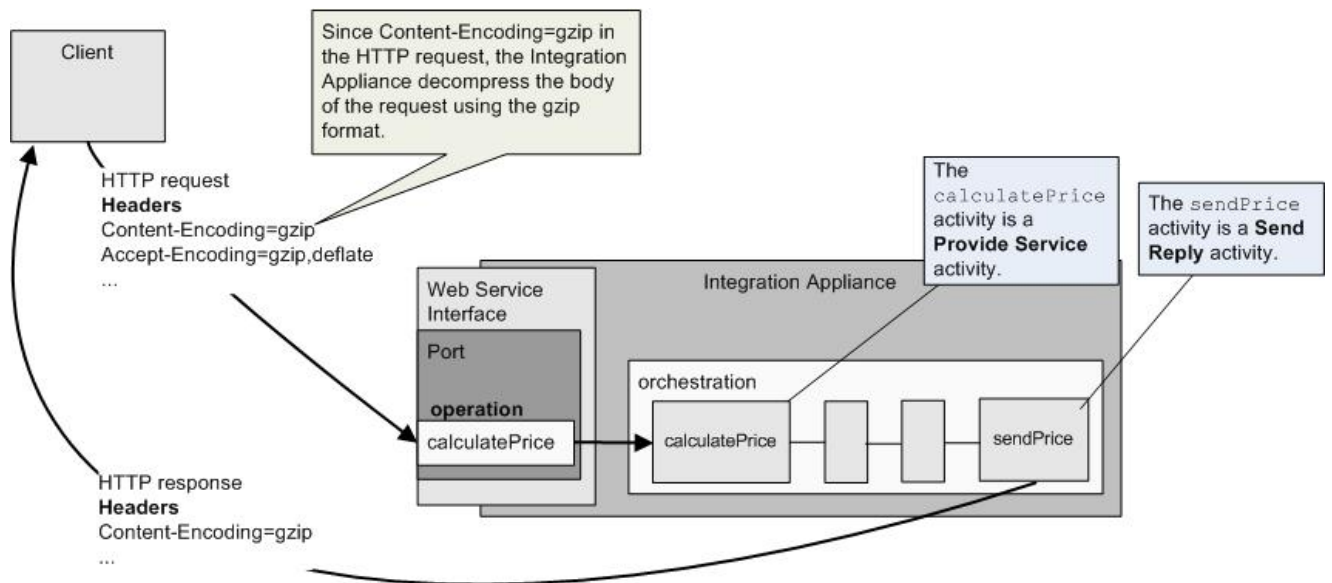 Client
Since Content-Encoding=gzip in
the HTTP request, the Integration
Appliance decompress the body
of the request using the gzip
format.
HTTP request
Headers
Content-Encoding=gzip
Accept-Encoding=gzip,deflate
...
The
calculatePrice
activity is a
Provide Service
activity.
The sendPrice
activity is a Send
Reply activity.
Web Service
Interface
Integration Appliance
Port
operation
calculatePrice
orchestration
calculatePrice
sendPrice
HTTP response
Headers
Content-Encoding=gzip
...